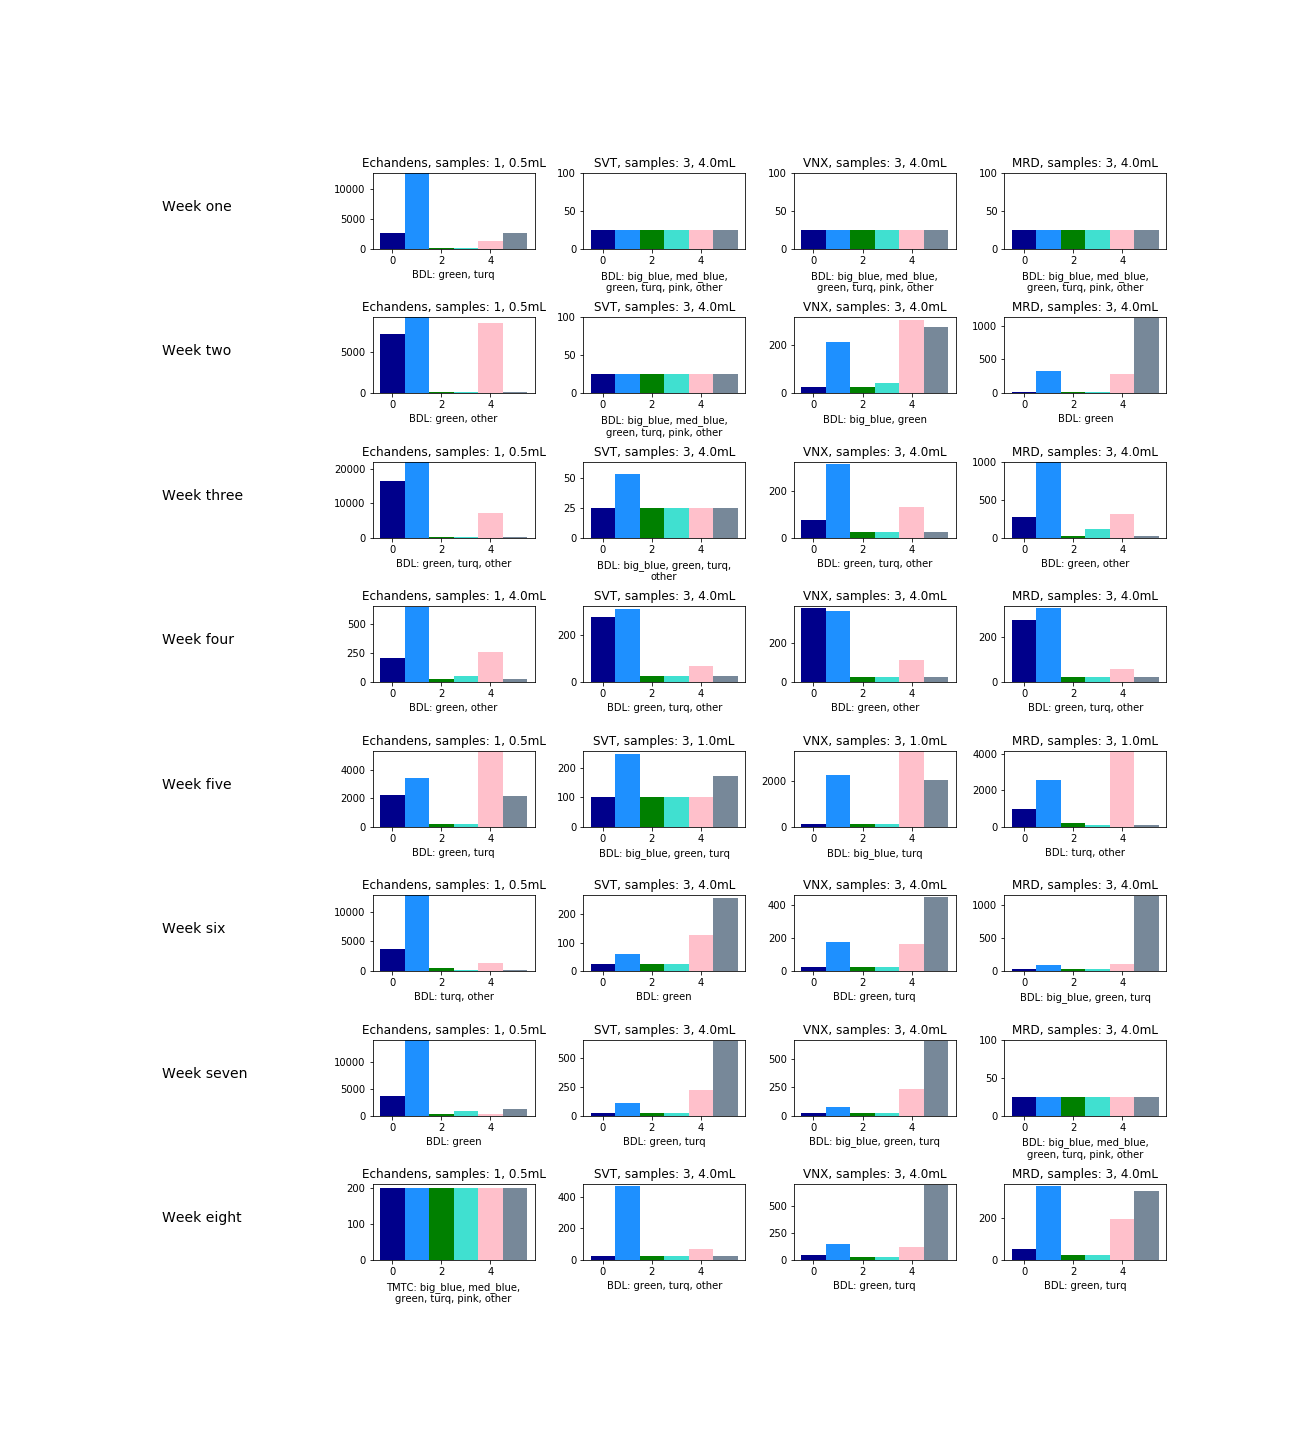 Week one
Echandens, samples: 1, 0.5mL
10000
5000
0
0 2 4
BDL: green, turq
SVT, samples: 3, 4.0mL
100
50
0
0 2 4
BDL: big_blue, med_blue,
green, turq, pink, other
VNX, samples: 3, 4.0mL
100
50
0
0 2 4
BDL: big_blue, med_blue,
green, turq, pink, other
MRD, samples: 3, 4.0mL
100
50
0
0 2 4
BDL: big_blue, med_blue,
green, turq, pink, other
Week two
Echandens, samples: 1, 0.5mL
5000
0
0 2 4
BDL: green, other
SVT, samples: 3, 4.0mL
100
50
0
0 2 4
BDL: big_blue, med_blue,
green, turq, pink, other
VNX, samples: 3, 4.0mL
200
0
0 2 4
BDL: big_blue, green
MRD, samples: 3, 4.0mL
1000
500
0
0 2 4
BDL: green
Week three
Echandens, samples: 1, 0.5mL
20000
10000
0
0 2 4
BDL: green, turq, other
SVT, samples: 3, 4.0mL
50
25
0
0 2 4
BDL: big_blue, green, turq,
other
VNX, samples: 3, 4.0mL
200
0
0 2 4
BDL: green, turq, other
MRD, samples: 3, 4.0mL
1000
500
0
0 2 4
BDL: green, other
Week four
Echandens, samples: 1, 4.0mL
500
250
0
0 2 4
BDL: green, other
SVT, samples: 3, 4.0mL
200
0
0 2 4
BDL: green, turq, other
VNX, samples: 3, 4.0mL
200
0
0 2 4
BDL: green, other
MRD, samples: 3, 4.0mL
200
0
0 2 4
BDL: green, turq, other
Week five
Echandens, samples: 1, 0.5mL
4000
2000
0
0 2 4
BDL: green, turq
SVT, samples: 3, 1.0mL
200
100
0
0 2 4
BDL: big_blue, green, turq
VNX, samples: 3, 1.0mL
2000
0
0 2 4
BDL: big_blue, turq
MRD, samples: 3, 1.0mL
4000
2000
0
0 2 4
BDL: turq, other
Week six
Echandens, samples: 1, 0.5mL
10000
5000
0
0 2 4
BDL: turq, other
SVT, samples: 3, 4.0mL
200
100
0
0 2 4
BDL: green
VNX, samples: 3, 4.0mL
400
200
0
0 2 4
BDL: green, turq
MRD, samples: 3, 4.0mL
1000
500
0
0 2 4
BDL: big_blue, green, turq
Week seven
Echandens, samples: 1, 0.5mL
10000
5000
0
0 2 4
BDL: green
SVT, samples: 3, 4.0mL
500
250
0
0 2 4
BDL: green, turq
VNX, samples: 3, 4.0mL
500
250
0
0 2 4
BDL: big_blue, green, turq
MRD, samples: 3, 4.0mL
100
50
0
0 2 4
BDL: big_blue, med_blue,
green, turq, pink, other
Week eight
Echandens, samples: 1, 0.5mL
200
100
0
0 2 4
TMTC: big_blue, med_blue,
green, turq, pink, other
SVT, samples: 3, 4.0mL
400
200
0
0 2 4
BDL: green, turq, other
VNX, samples: 3, 4.0mL
500
250
0
0 2 4
BDL: green, turq
MRD, samples: 3, 4.0mL
200
0
0 2 4
BDL: green, turq